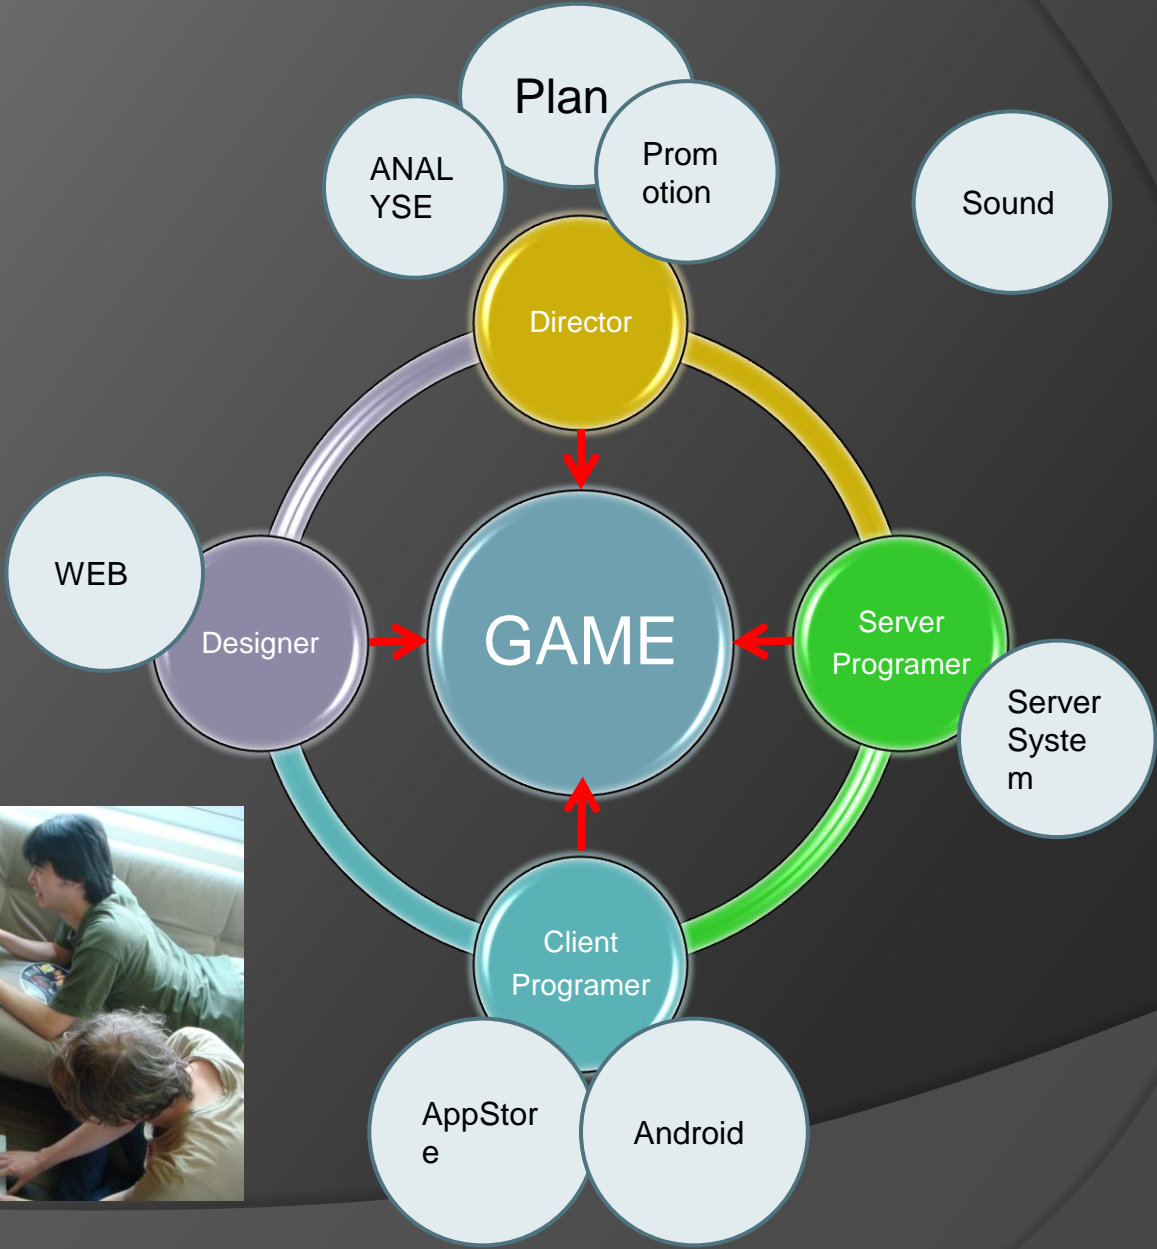 Plan
ANAL
YSE
Prom
otion
Sound
Director
WEB
Designer
GAME
Server
Programer
Server
Syste
m
Client
Programer
AppStor
e
Android